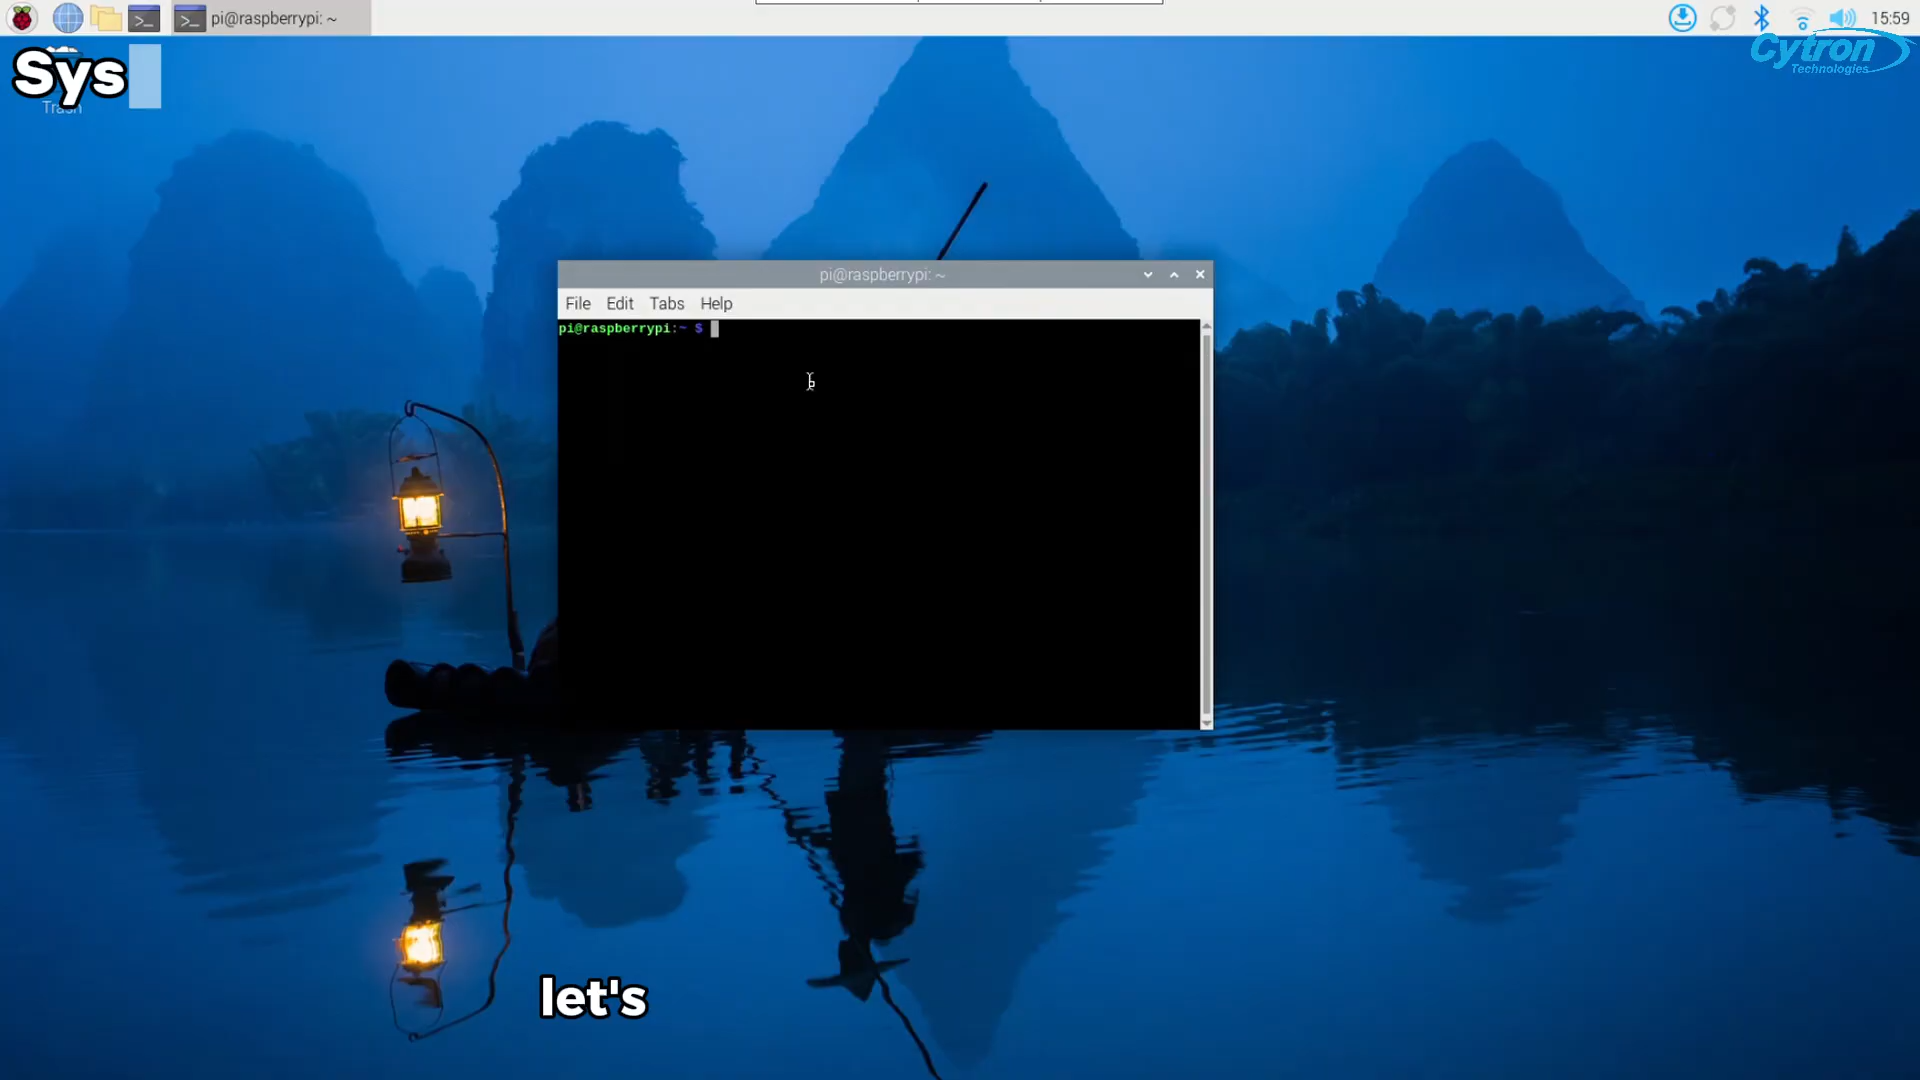 pi@raspberrypi: ~
15:59
Cytron
Technologies
Sys
Trash
pi@raspberrypi: ~
File Edit Tabs Help
pi@raspberrypi:~ $
let's